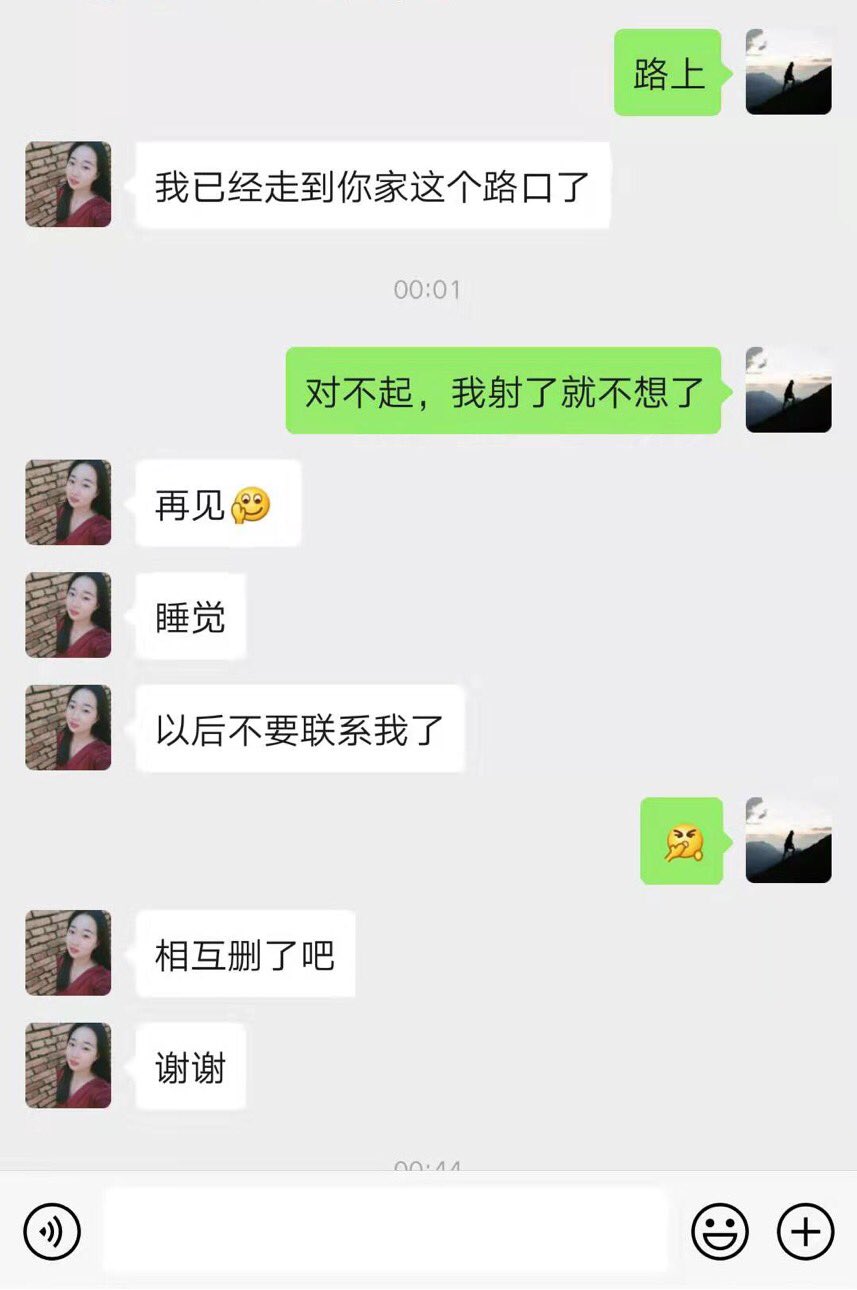 路上
我已经走到你家这个路口了
00:01
对不起，我射了就不想了
再见
睡觉
以后不要联系我了
相互删了吧
谢谢
00:44